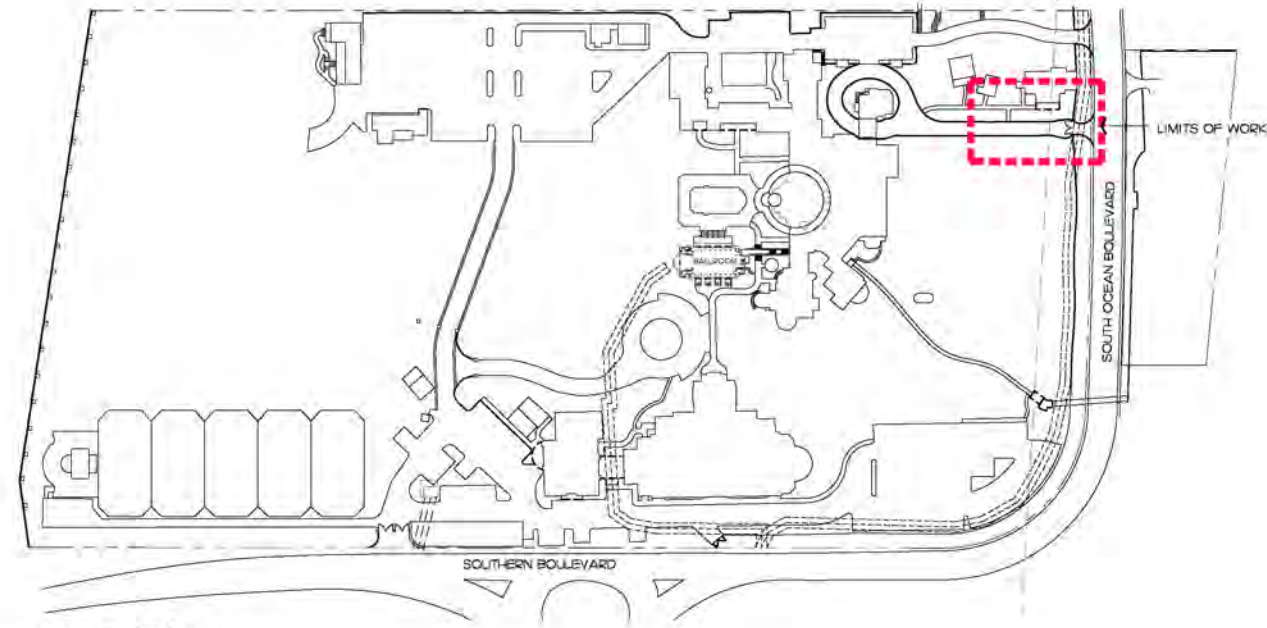 LIMITS OF WORK
SOUTH OCEAN BOULEVARD
BALLROOM
SOUTHERN BOULEVARD